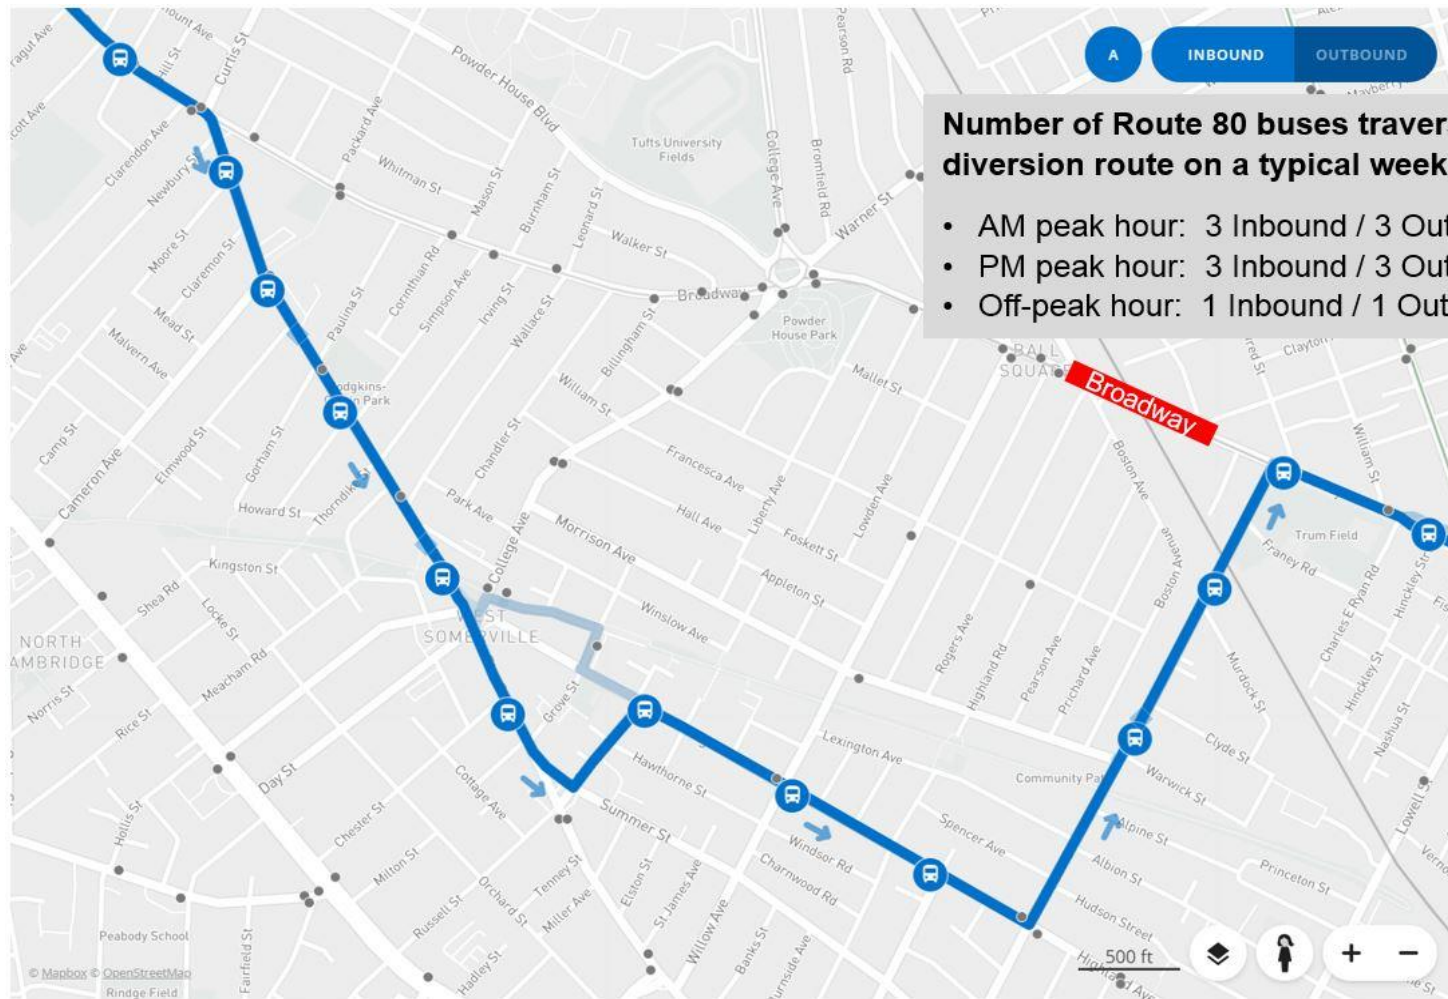 A
INBOUND
OUTBOUND
Number of Route 80 buses traver
diversion route on a typical week
• AM peak hour: 3 Inbound / 3 Out
• PM peak hour: 3 Inbound / 3 Out
• Off-peak hour: 1 Inbound / 1 Out
Broadway
Hill St
Curtis St
Clarendon Ave
Newbury St
Packard Ave
Whitman St
Powder House Blvd
Tufts University
Fields
College Ave
Bromfield Rd
Pearson Rd
Warner St
Mason St
Burnham St
Leonard St
Walker St
Moore St
Claremon St
Mead St
Malvern Ave
Paulina St
Corinthian Rd
Simpson Ave
Irving St
Wallace St
Billingham St
Broadway
Powder
House Park
BALL
Clayton
Mallet St
William St
Chandler St
Francesca Ave
Liberty Ave
Lowden Ave
Boston Ave
William St
Camp St
Cameron Ave
Elmwood St
Gorham St
Howard St
Park Ave
College Ave
Morrison Ave
Hall Ave
Foskett St
Appleton St
Boston Avenue
Trum Field
Franey Rd
Charles E Ryan Rd
Kingston St
Shea Rd
Locke St
WEST
SOMERVILLE
Winslow Ave
Rogers Ave
Highland Rd
Pearson Ave
Prichard Ave
Murdock St
Hinckley St
Nashua St
NORTH
AMBRIDGE
Norris St
Rice St
Meacham Rd
Grove St
Day St
Cottage Ave
Hawthorne St
Lexington Ave
Community Pat
Clyde St
Warwick St
Lowell S
Hollis St
Chester St
Milton St
Summer St
Windsor Rd
Charnwood Rd
Spencer Ave
Alpine St
Albion St
Princeton St
Hudson Street
Russell St
Orchard St
Tenney St
Miller Ave
Elston St
St James Ave
Willow Ave
Banks St
urnside Ave
Hadley St
Peabody School
Fairfield St
Rindge Field
Highland Ave
500 ft
+
−
© Mapbox © OpenStreetMap